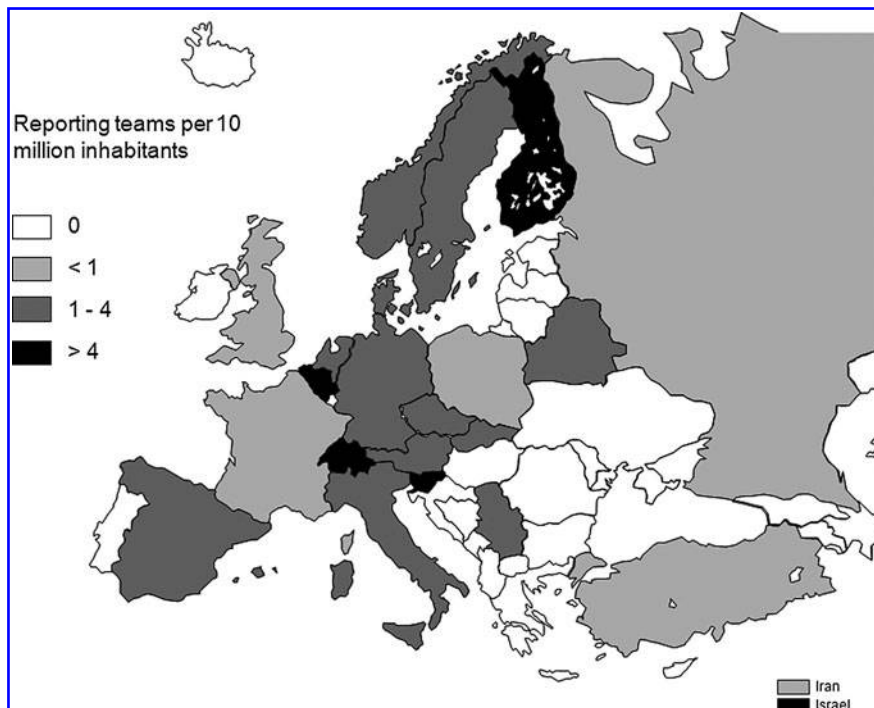 Reporting teams per 10
million inhabitants
0
< 1
1 - 4
> 4
Iran
Israel